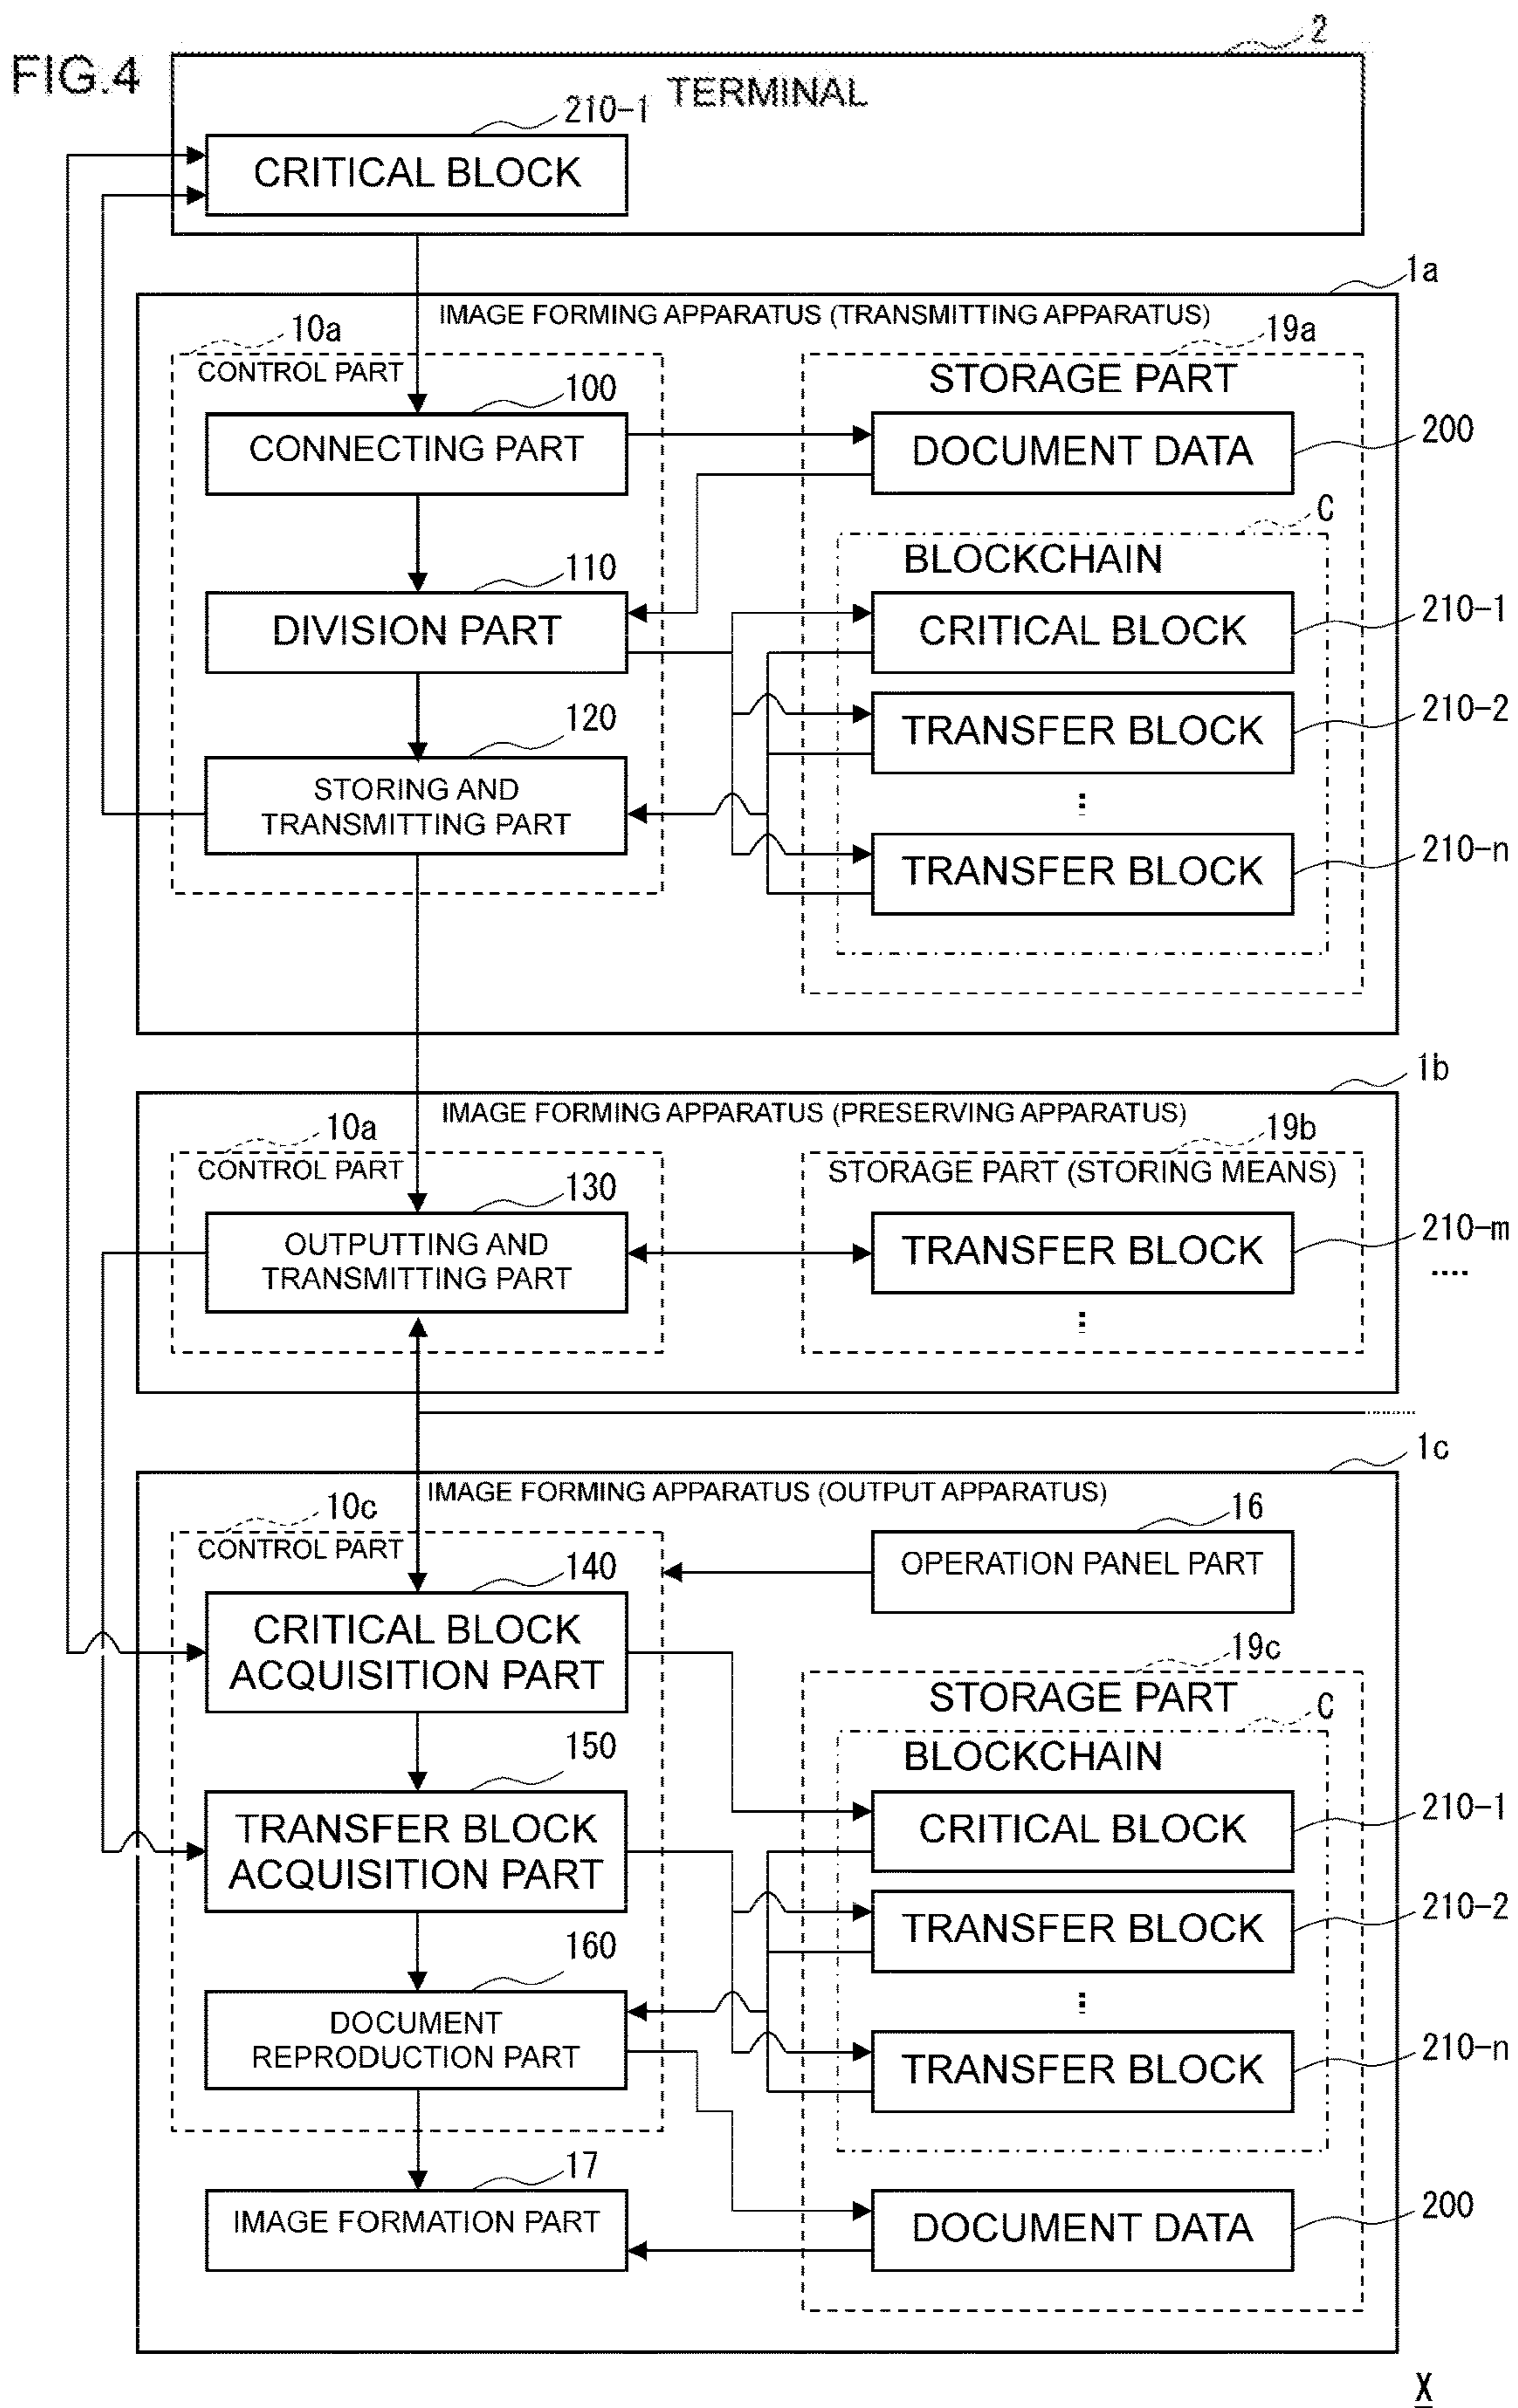 FIG.4
2
TERMINAL
210-1
CRITICAL BLOCK
1a
IMAGE FORMING APPARATUS (TRANSMITTING APPARATUS)
10a
CONTROL PART
19a
STORAGE PART
100
CONNECTING PART
DOCUMENT DATA
200
C
BLOCKCHAIN
110
DIVISION PART
CRITICAL BLOCK
210-1
TRANSFER BLOCK
210-2
120
STORING AND
TRANSMITTING PART
⋮
TRANSFER BLOCK
210-n
1b
IMAGE FORMING APPARATUS (PRESERVING APPARATUS)
10a
CONTROL PART
19b
STORAGE PART (STORING MEANS)
130
OUTPUTTING AND
TRANSMITTING PART
TRANSFER BLOCK
210-m
....
⋮
1c
IMAGE FORMING APPARATUS (OUTPUT APPARATUS)
10c
CONTROL PART
16
OPERATION PANEL PART
140
CRITICAL BLOCK
ACQUISITION PART
19c
STORAGE PART
C
BLOCKCHAIN
150
TRANSFER BLOCK
ACQUISITION PART
CRITICAL BLOCK
210-1
TRANSFER BLOCK
210-2
160
DOCUMENT
REPRODUCTION PART
⋮
TRANSFER BLOCK
210-n
17
IMAGE FORMATION PART
DOCUMENT DATA
200
X